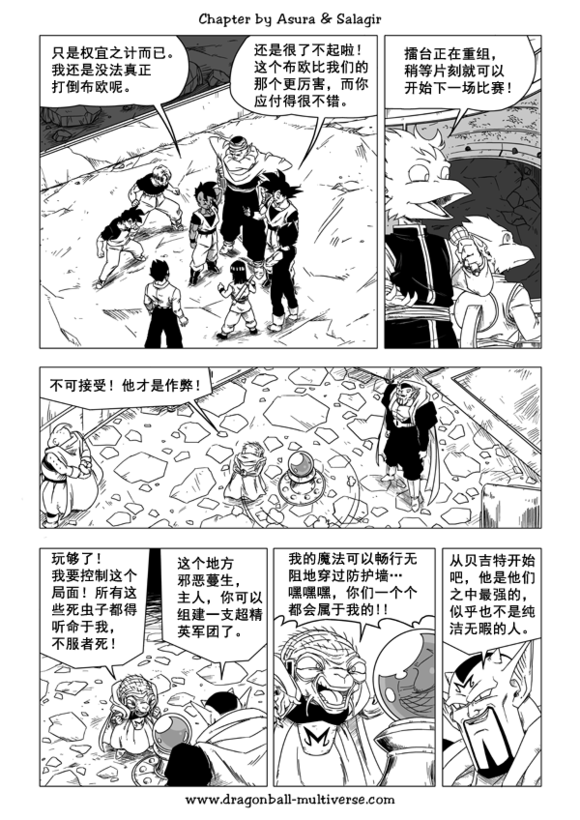 Chapter by Asura & Salagir
只是权宜之计而已。
我还是没法真正
打倒布欧呢。
还是很了不起啦！
这个布欧比我们的
那个更厉害，而你
应付得很不错。
擂台正在重组，
稍等片刻就可以
开始下一场比赛！
不可接受！他才是作弊！
玩够了！
我要控制这个
局面！所有这
些死虫子都得
听命于我，
不服者死！
这个地方
邪恶蔓生，
主人，你可以
组建一支超精
英军团了。
我的魔法可以畅行无
阻地穿过防护墙…
嘿嘿嘿，你们一个个
都会属于我的!!
从贝吉特开始
吧，他是他们
之中最强的，
似乎也不是纯
洁无暇的人。
M
www.dragonball-multiverse.com